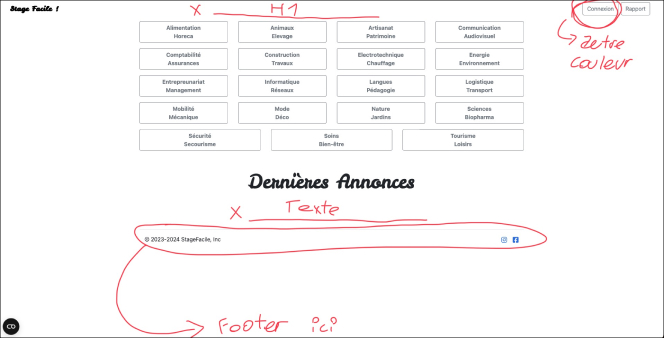 Stage Facile !
x H1
Connexion Rapport
Alimentation Horeca
Animaux Elevage
Artisanat Patrimoine
Communication Audiovisuel
Comptabilité Assurances
Construction Travaux
Electrotechnique Chauffage
Energie Environnement
Entrepreunariat Management
Informatique Réseaux
Langues Pédagogie
Logistique Transport
Mobilité Mécanique
Mode Déco
Nature Jardins
Sciences Biopharma
Sécurité Secourisme
Soins Bien-être
Tourisme Loisirs
couleur
Dernières Annonces
x Texte
© 2023-2024 StageFacile, Inc
Footer ici